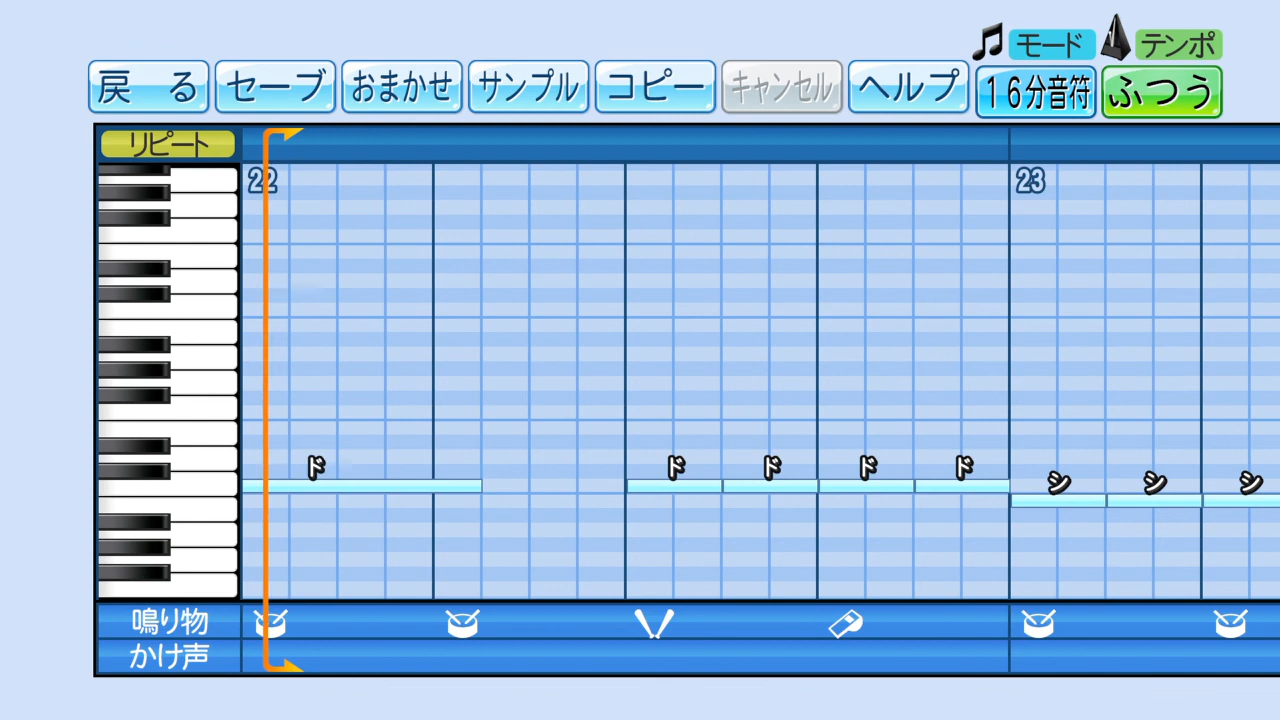 モード テンポ
戻る セーブ おまかせ サンプル コピー キャンセル ヘルプ 16分音符 ふつう
リピート
22 23
ド ド ド ド ド シ シ シ
鳴り物
かけ声